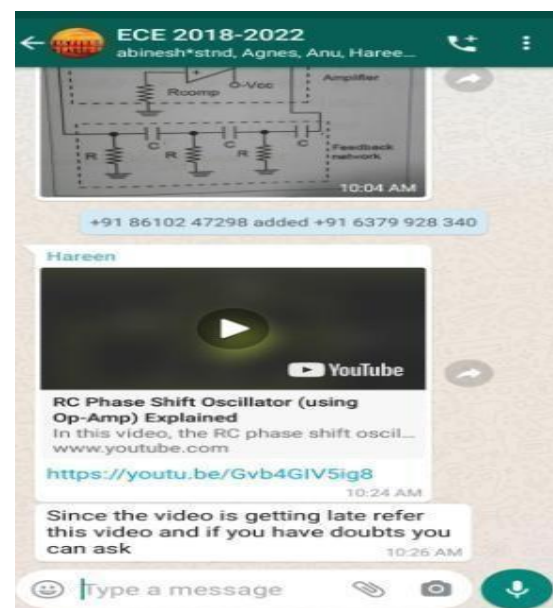 ECE 2018-2022
abinesh*stnd, Agnes, Anu, Haree...
Rcomp
O-Vcc
Amplifier
C
C
C
R
R
R
Feedback
network
10:04 AM
+91 86102 47298 added +91 6379 928 340
Hareen
YouTube
RC Phase Shift Oscillator (using
Op-Amp) Explained
In this video, the RC phase shift oscil...
www.youtube.com
https://youtu.be/Gvb4GIV5ig8
10:24 AM
Since the video is getting late refer
this video and if you have doubts you
can ask
10:26 AM
Type a message